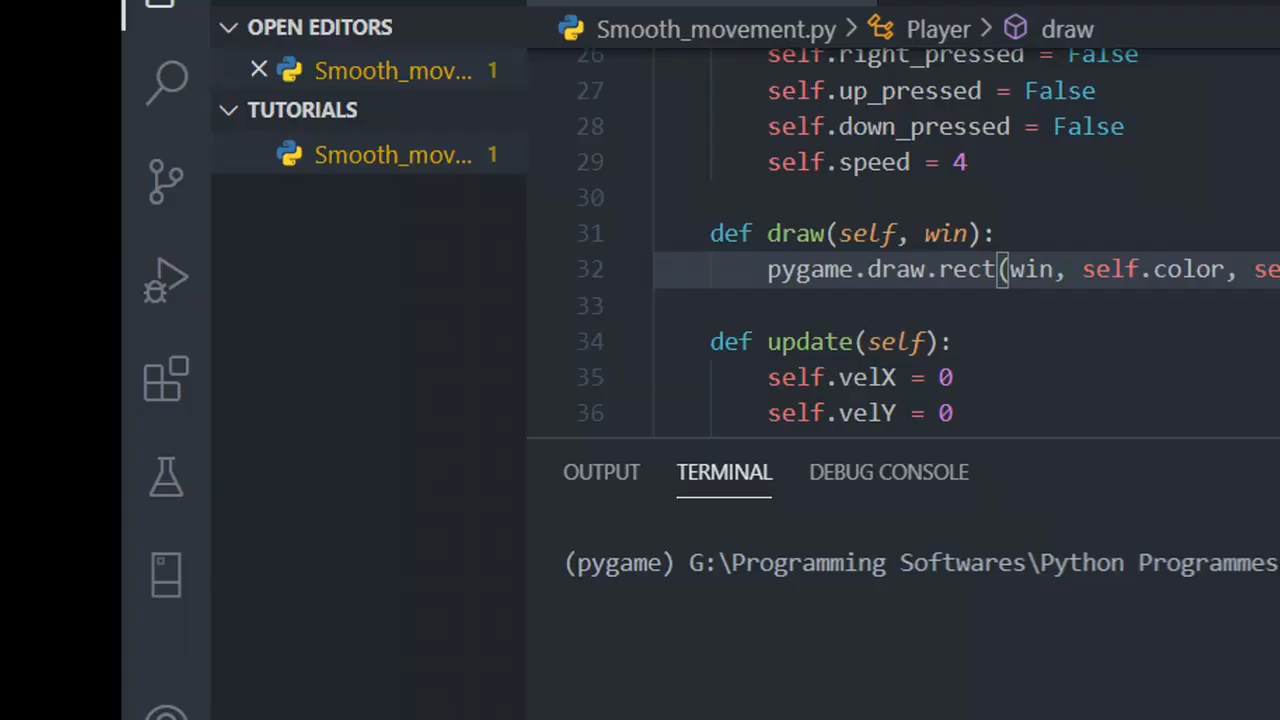 OPEN EDITORS
Smooth_mov... 1
TUTORIALS
Smooth_mov... 1
Smooth_movement.py > Player > draw
26 self.right_pressed = False
27 self.up_pressed = False
28 self.down_pressed = False
29 self.speed = 4
30
31 def draw(self, win):
32 pygame.draw.rect(win, self.color, se
33
34 def update(self):
35 self.velX = 0
36 self.velY = 0
OUTPUT TERMINAL DEBUG CONSOLE
(pygame) G:\Programming Softwares\Python Programmes